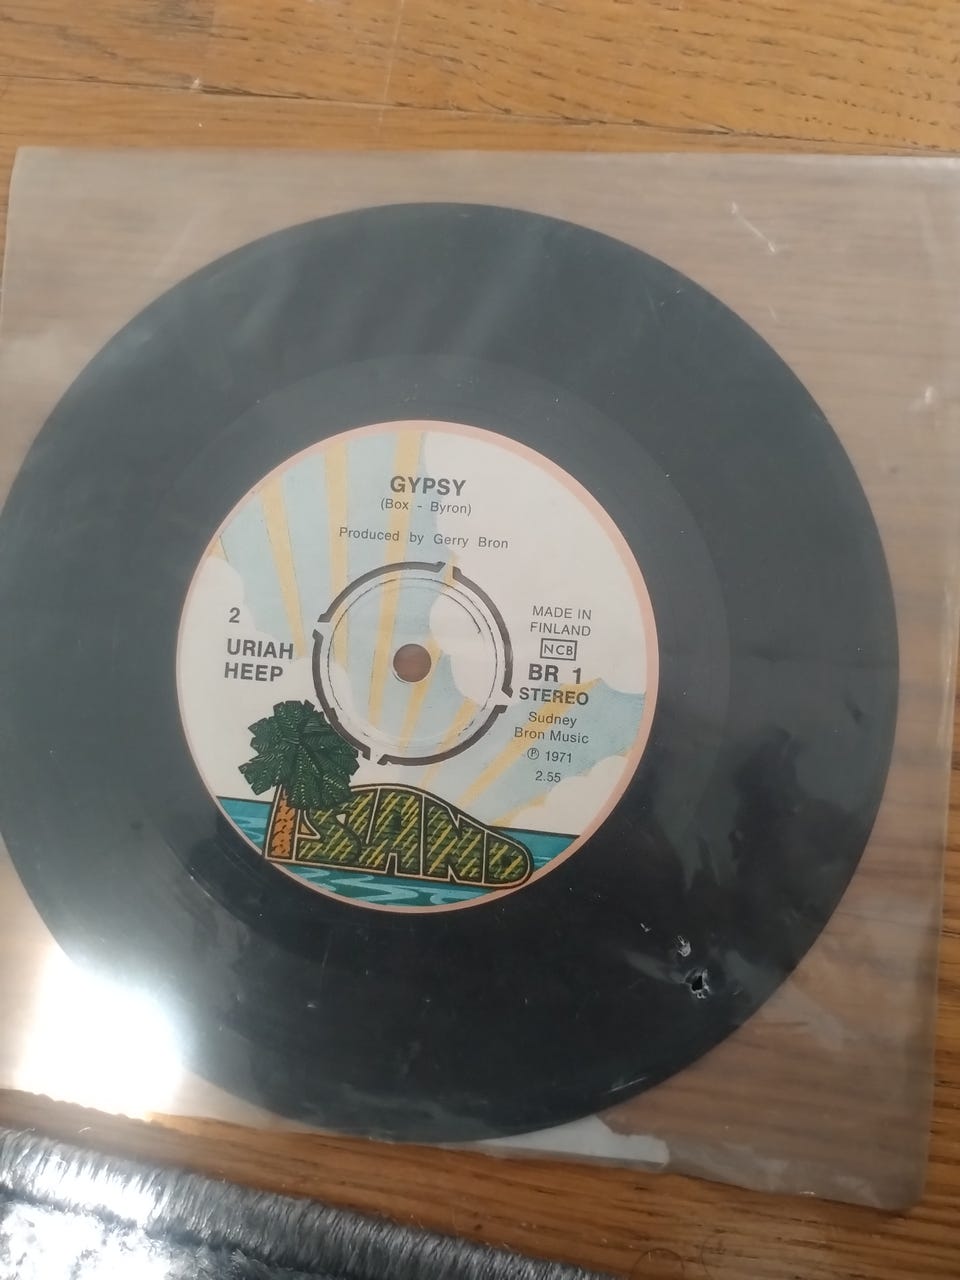 GYPSY
(Box - Byron)
Produced by Gerry Bron
2
URIAH
HEEP
MADE IN
FINLAND
NCB
BR 1
STEREO
Sudney
Bron Music
℗ 1971
2.55
ISLAND